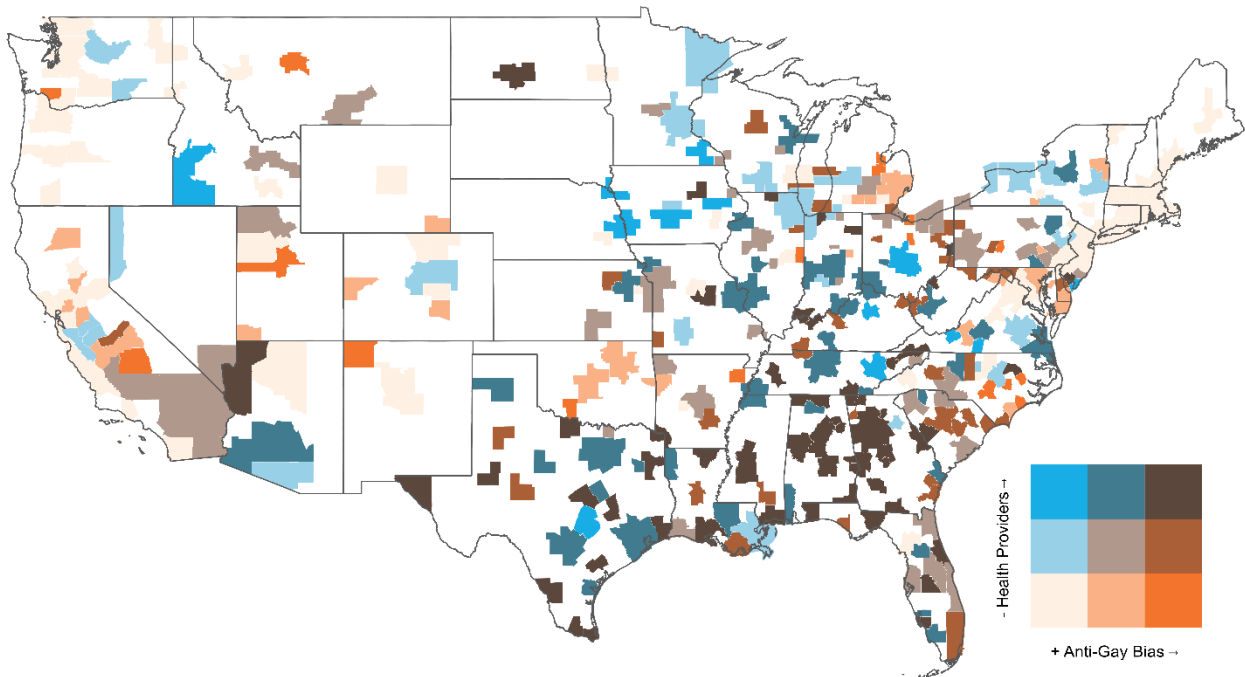 - Health Providers→
+ Anti-Gay Bias→